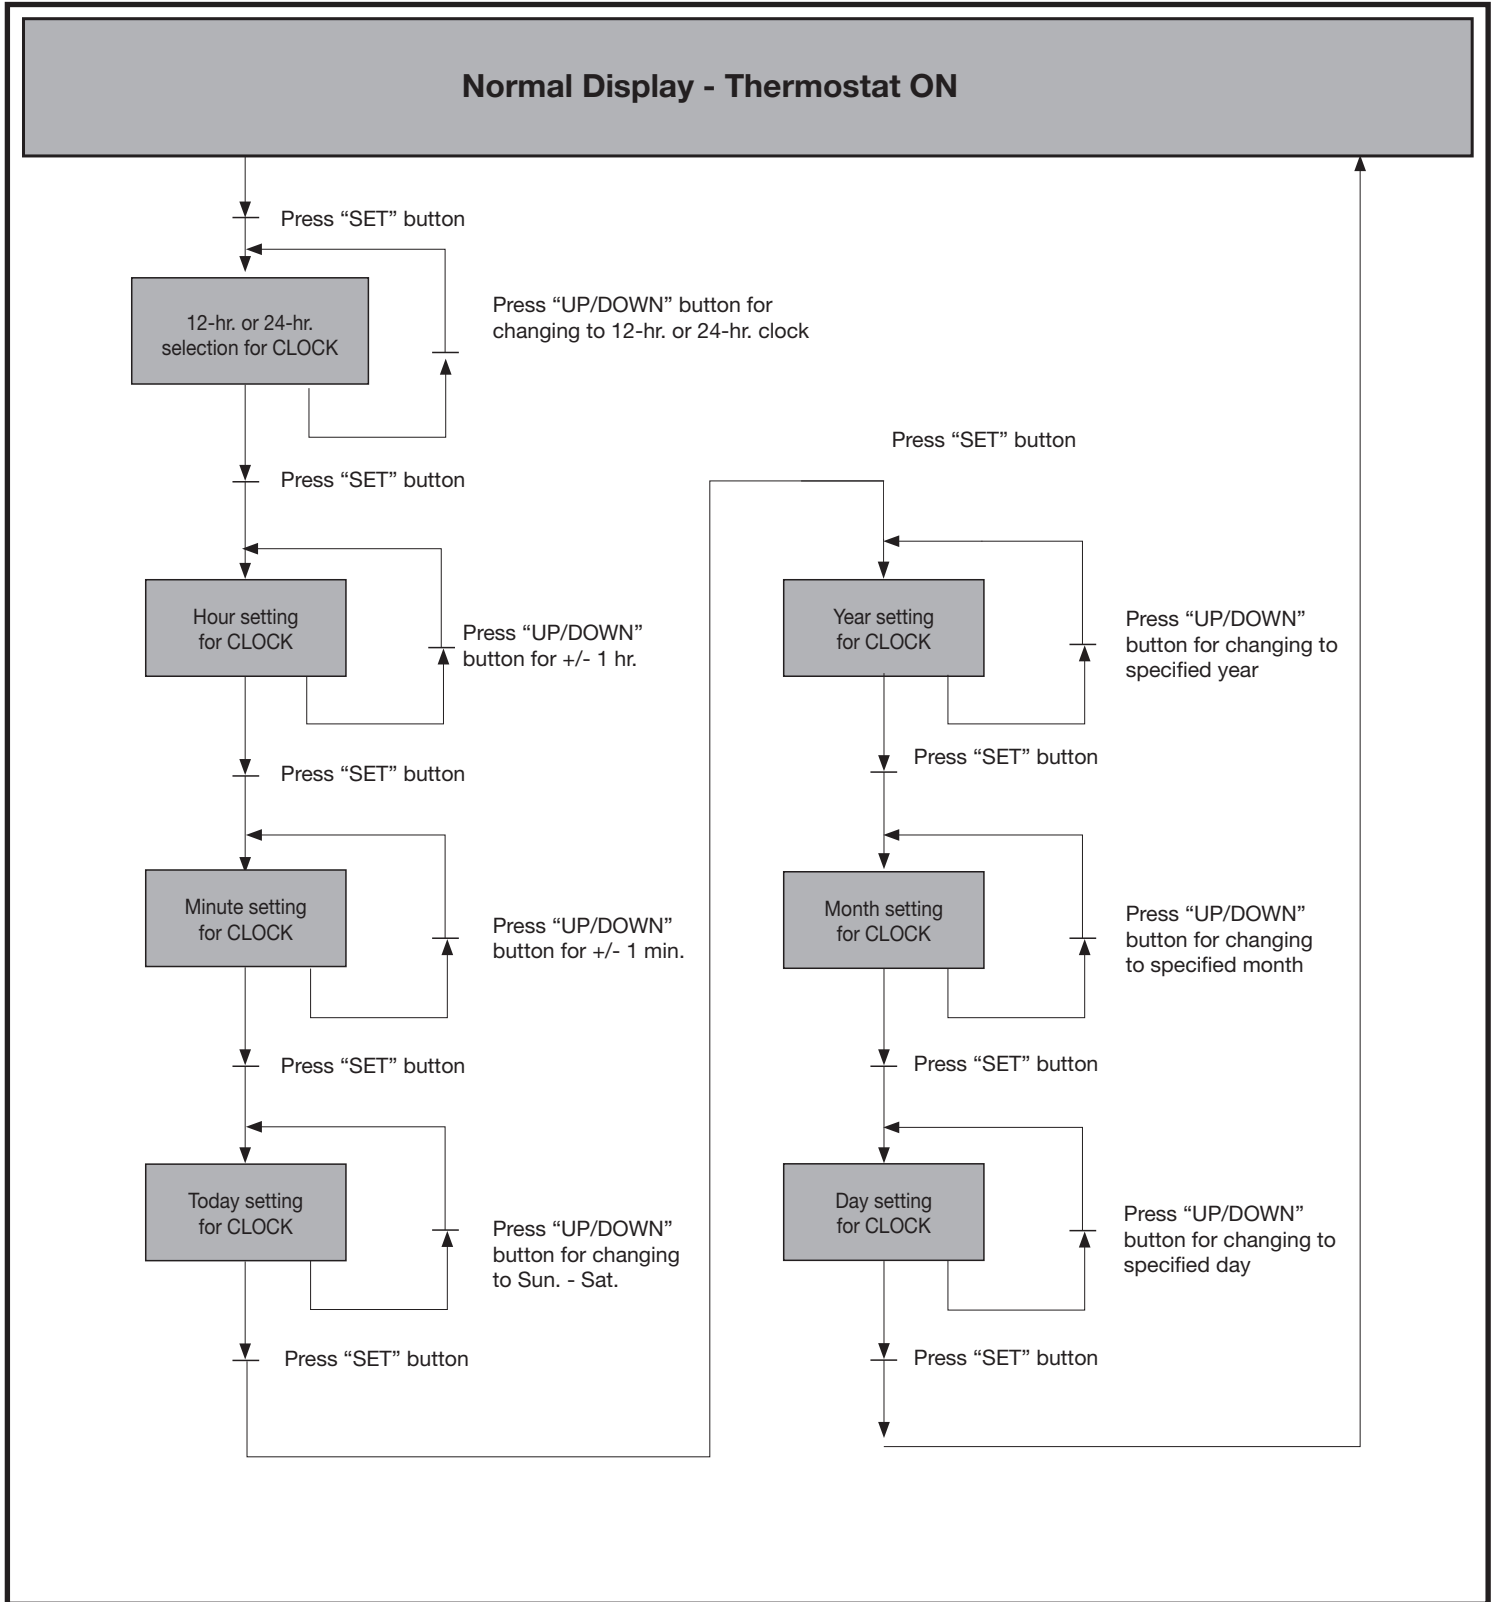 Normal Display - Thermostat ON
Press “SET” button
12-hr. or 24-hr.
selection for CLOCK
Press “UP/DOWN” button for
changing to 12-hr. or 24-hr. clock
Press “SET” button
Hour setting
for CLOCK
Press “UP/DOWN”
button for +/- 1 hr.
Press “SET” button
Minute setting
for CLOCK
Press “UP/DOWN”
button for +/- 1 min.
Press “SET” button
Today setting
for CLOCK
Press “UP/DOWN”
button for changing
to Sun. - Sat.
Press “SET” button
Press “SET” button
Year setting
for CLOCK
Press “UP/DOWN”
button for changing to
specified year
Press “SET” button
Month setting
for CLOCK
Press “UP/DOWN”
button for changing
to specified month
Press “SET” button
Day setting
for CLOCK
Press “UP/DOWN”
button for changing to
specified day
Press “SET” button